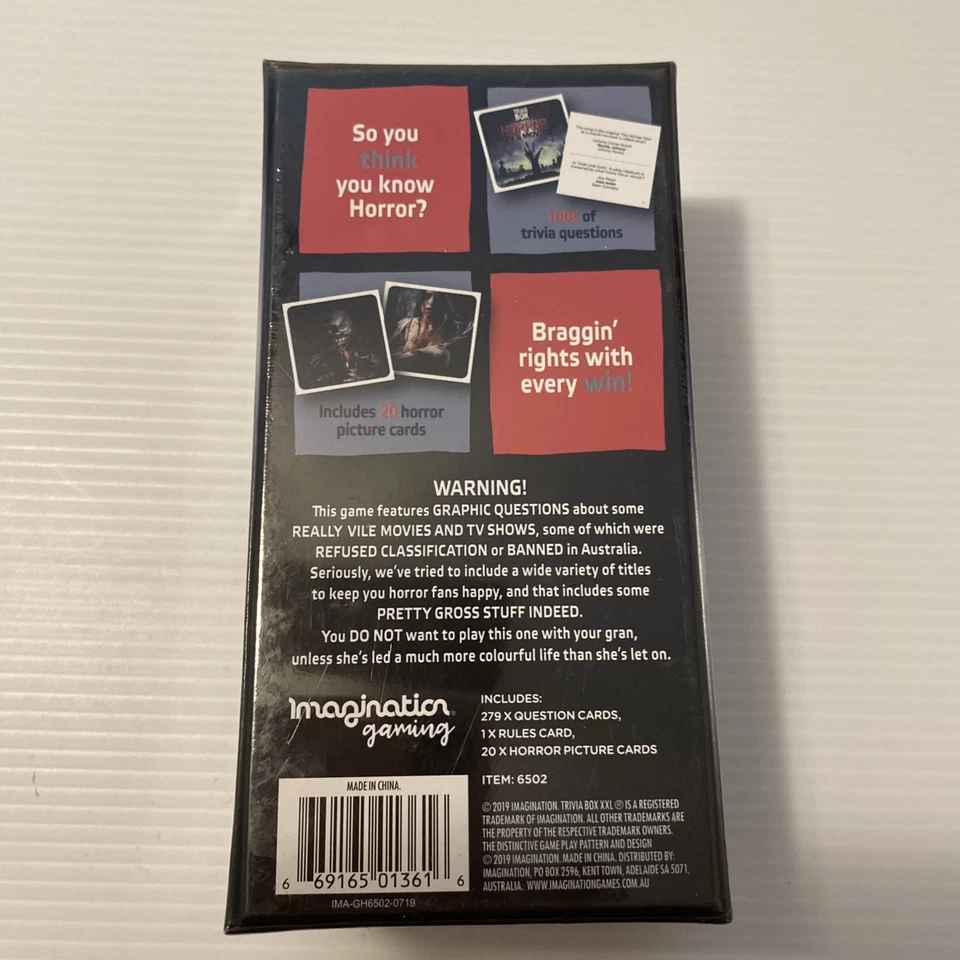 So you
think
you know
Horror?
TRIVIA
BOX
HORROR
100s of
trivia questions
Includes 20 horror
picture cards
Braggin'
rights with
every win!
WARNING!
This game features GRAPHIC QUESTIONS about some
REALLY VILE MOVIES AND TV SHOWS, some of which were
REFUSED CLASSIFICATION or BANNED in Australia.
Seriously, we've tried to include a wide variety of titles
to keep you horror fans happy, and that includes some
PRETTY GROSS STUFF INDEED.
You DO NOT want to play this one with your gran,
unless she's led a much more colourful life than she's let on.
Imagination
gaming
INCLUDES:
279 X QUESTION CARDS,
1 X RULES CARD,
20 X HORROR PICTURE CARDS
ITEM: 6502
MADE IN CHINA.
6 69165 01361 6
IMA-GH6502-0719
© 2019 IMAGINATION. TRIVIA BOX XXL ® IS A REGISTERED
TRADEMARK OF IMAGINATION. ALL OTHER TRADEMARKS ARE
THE PROPERTY OF THE RESPECTIVE TRADEMARK OWNERS.
THE DISTINCTIVE GAME PLAY PATTERN AND DESIGN
© 2019 IMAGINATION. MADE IN CHINA. DISTRIBUTED BY:
IMAGINATION, PO BOX 2596, KENT TOWN, ADELAIDE SA 5071,
AUSTRALIA. WWW.IMAGINATIONGAMES.COM.AU